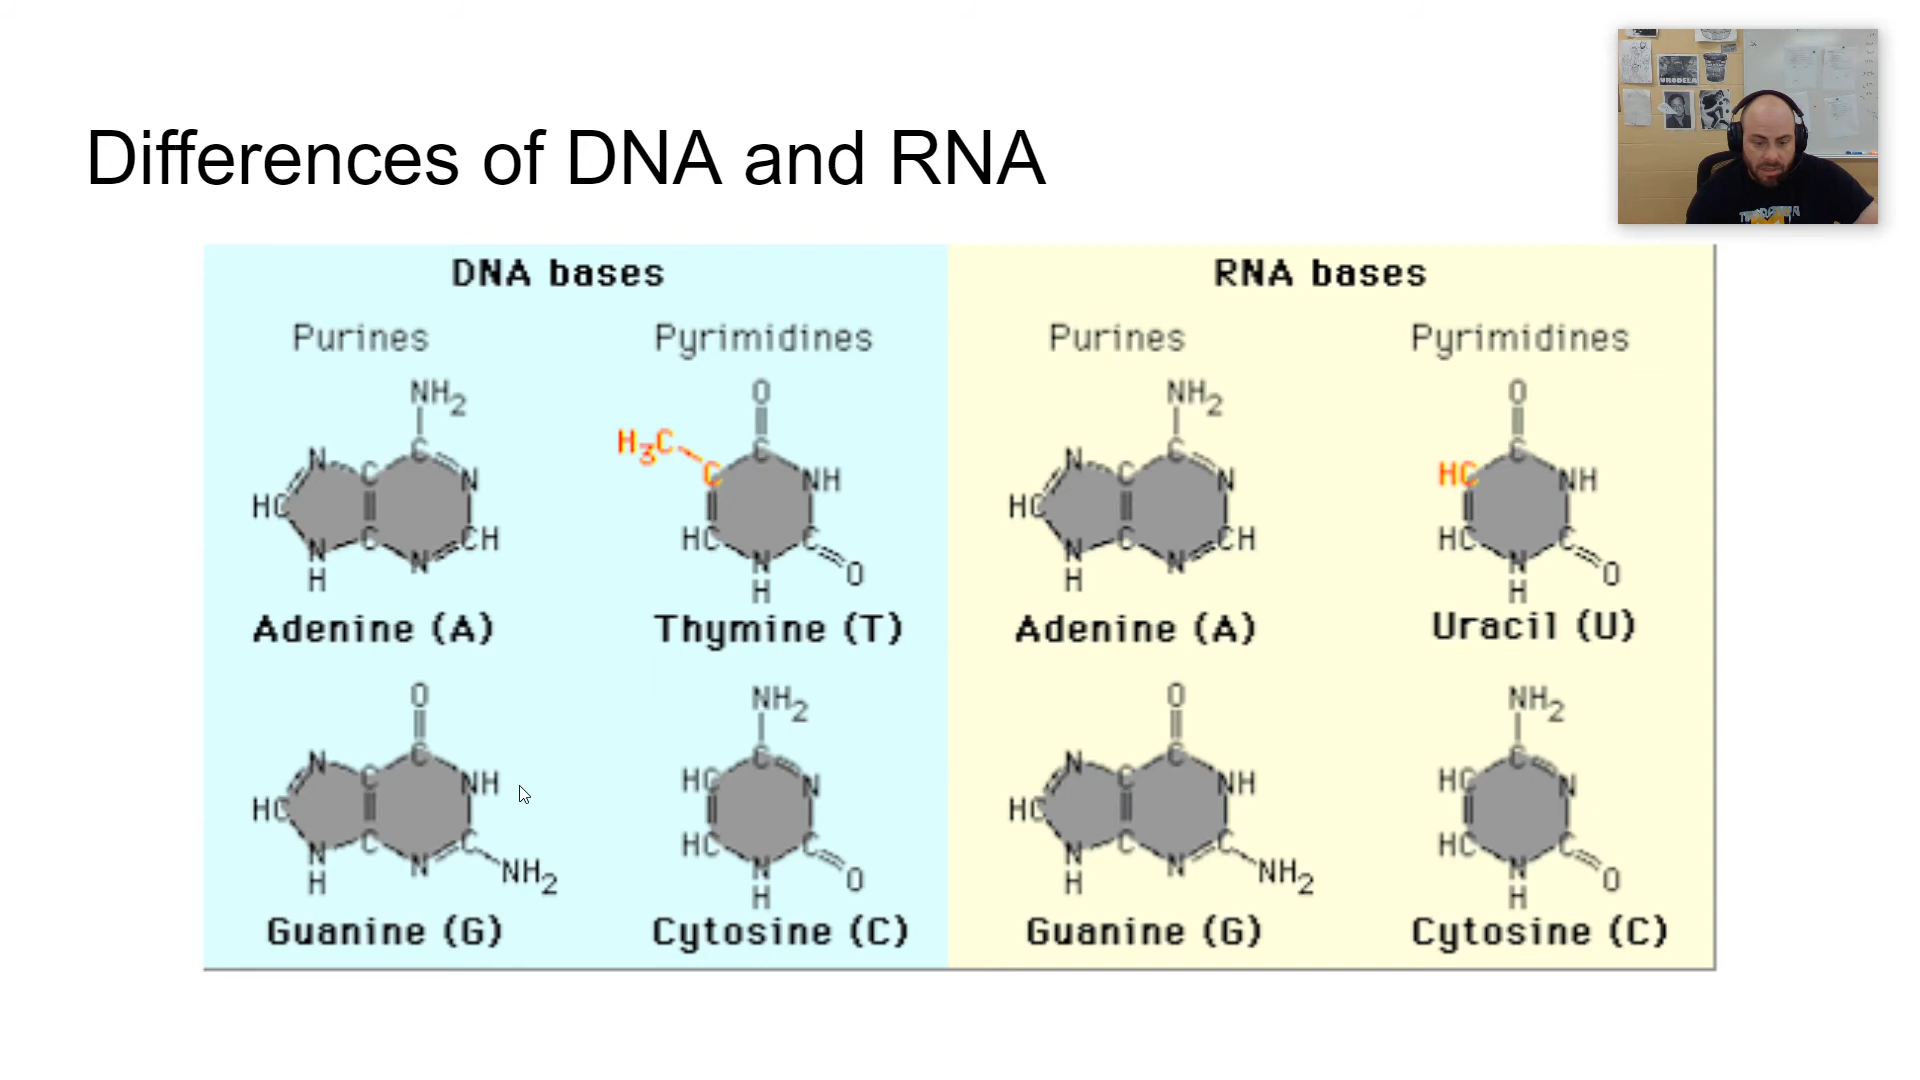 Differences of DNA and RNA
DNA bases
RNA bases
Purines
Pyrimidines
Purines
Pyrimidines
NH2
O
NH2
O
H3C
N
C
C
N
C
C
NH
N
C
C
N
HC
C
NH
HC
HC
N
H
C
N
CH
HC
N
H
C
O
N
H
C
N
CH
HC
N
H
C
O
Adenine (A)
Thymine (T)
Adenine (A)
Uracil (U)
O
NH2
O
NH2
N
C
C
NH
HC
C
N
N
C
C
NH
HC
C
N
HC
HC
N
H
C
N
C
NH2
HC
N
H
C
O
N
H
C
N
C
NH2
HC
N
H
C
O
Guanine (G)
Cytosine (C)
Guanine (G)
Cytosine (C)